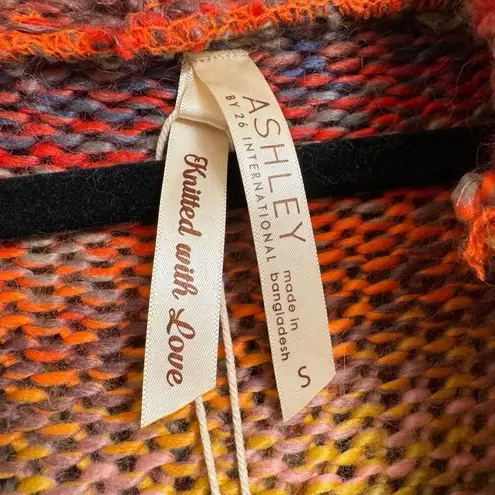 Knitted with Love
ASHLEY
BY 26 INTERNATIONAL
made in
bangladesh
S